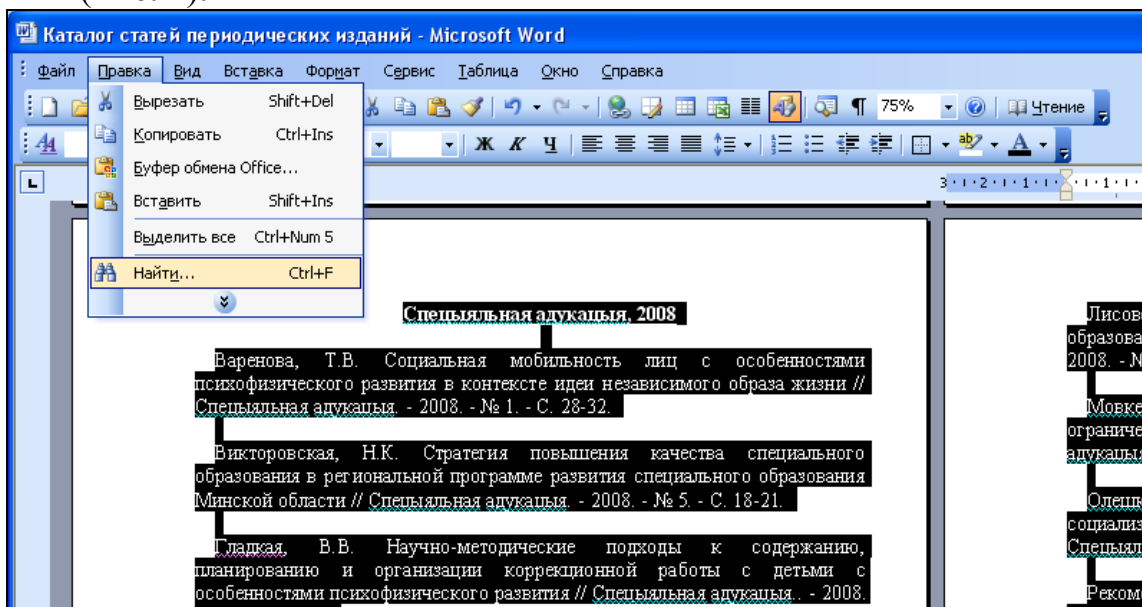 Каталог статей периодических изданий - Microsoft Word
Файл Правка Вид Вставка Формат Сервис Таблица Окно Справка
Вырезать Shift+Del
75% Чтение
Копировать Ctrl+Ins
Ж К Ч
Буфер обмена Office...
3 · 2 · 1 · 1
Вставить Shift+Ins
Выделить все Ctrl+Num 5
Найти... Ctrl+F
Спецыяльная адукацыя, 2008
Варенова, Т.В. Социальная мобильность лиц с особенностями
психофизического развития в контексте идеи независимого образа жизни //
Спецыяльная адукацыя. - 2008. - № 1. - С. 28-32.
Викторовская, Н.К. Стратегия повышения качества специального
образования в региональной программе развития специального образования
Минской области // Спецыяльная адукацыя. - 2008. - № 5. - С. 18-21.
Гладкая, В.В. Научно-методические подходы к содержанию,
планированию и организации коррекционной работы с детьми с
особенностями психофизического развития // Спецыяльная адукацыя.. - 2008.
Лисов
образова
2008. - №
Мовке
ограниче
адукацыя
Олешк
социализ
Спецыял
Реком